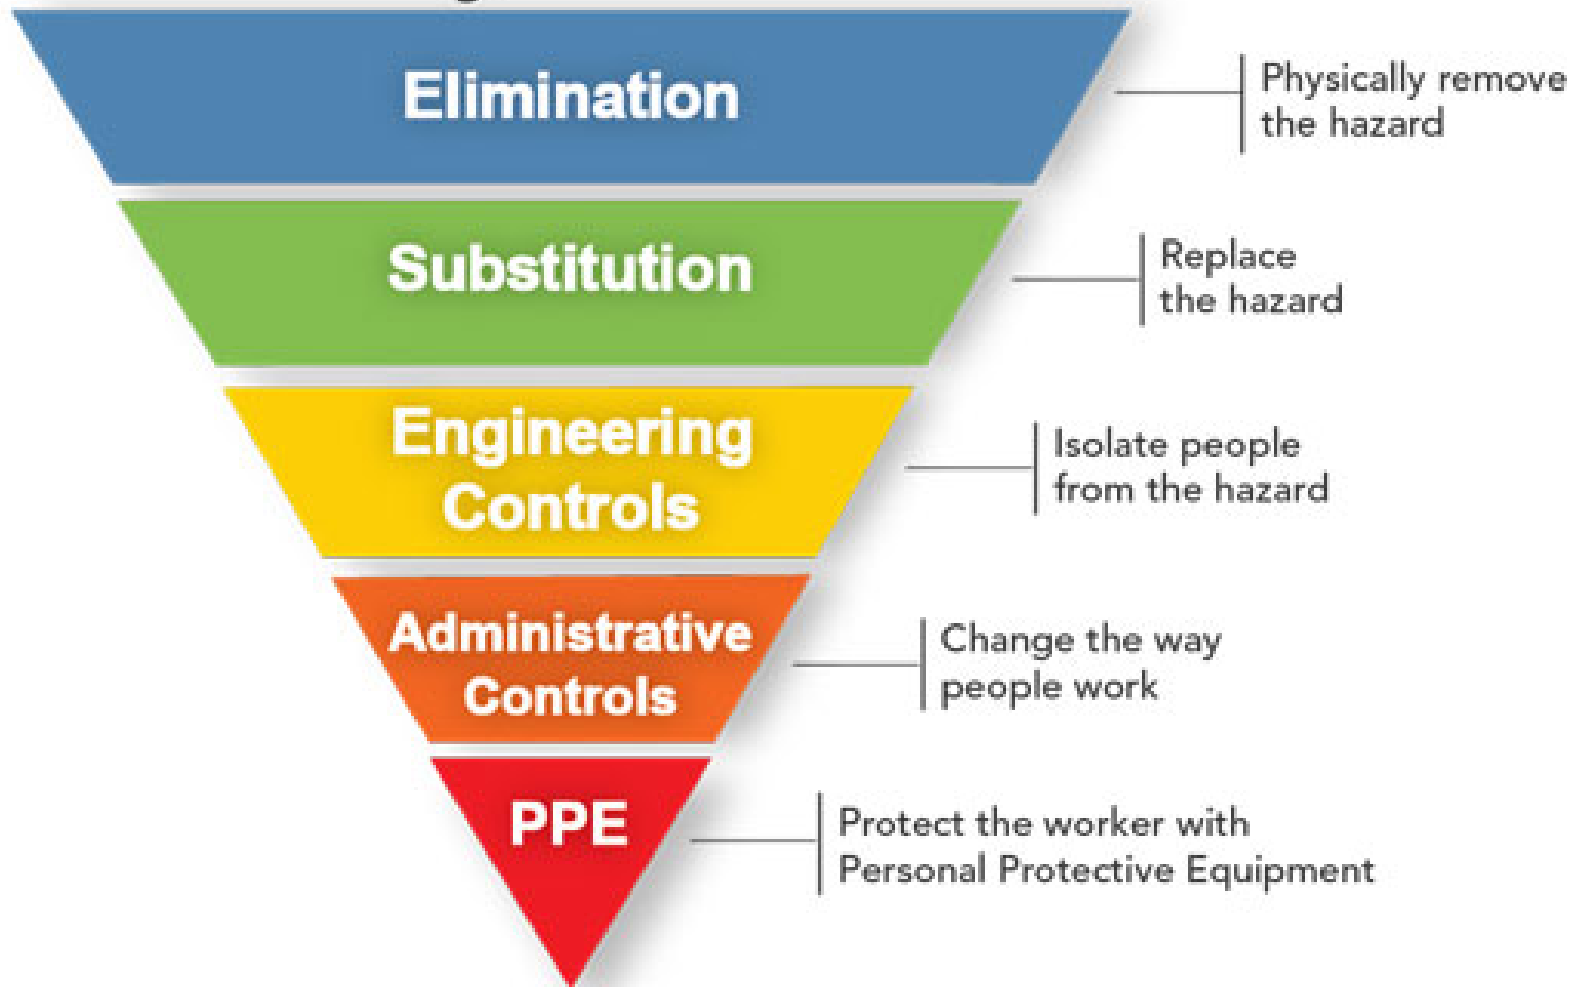 Elimination
Physically remove
the hazard
Substitution
Replace
the hazard
Engineering
Controls
Isolate people
from the hazard
Administrative
Controls
Change the way
people work
PPE
Protect the worker with
Personal Protective Equipment